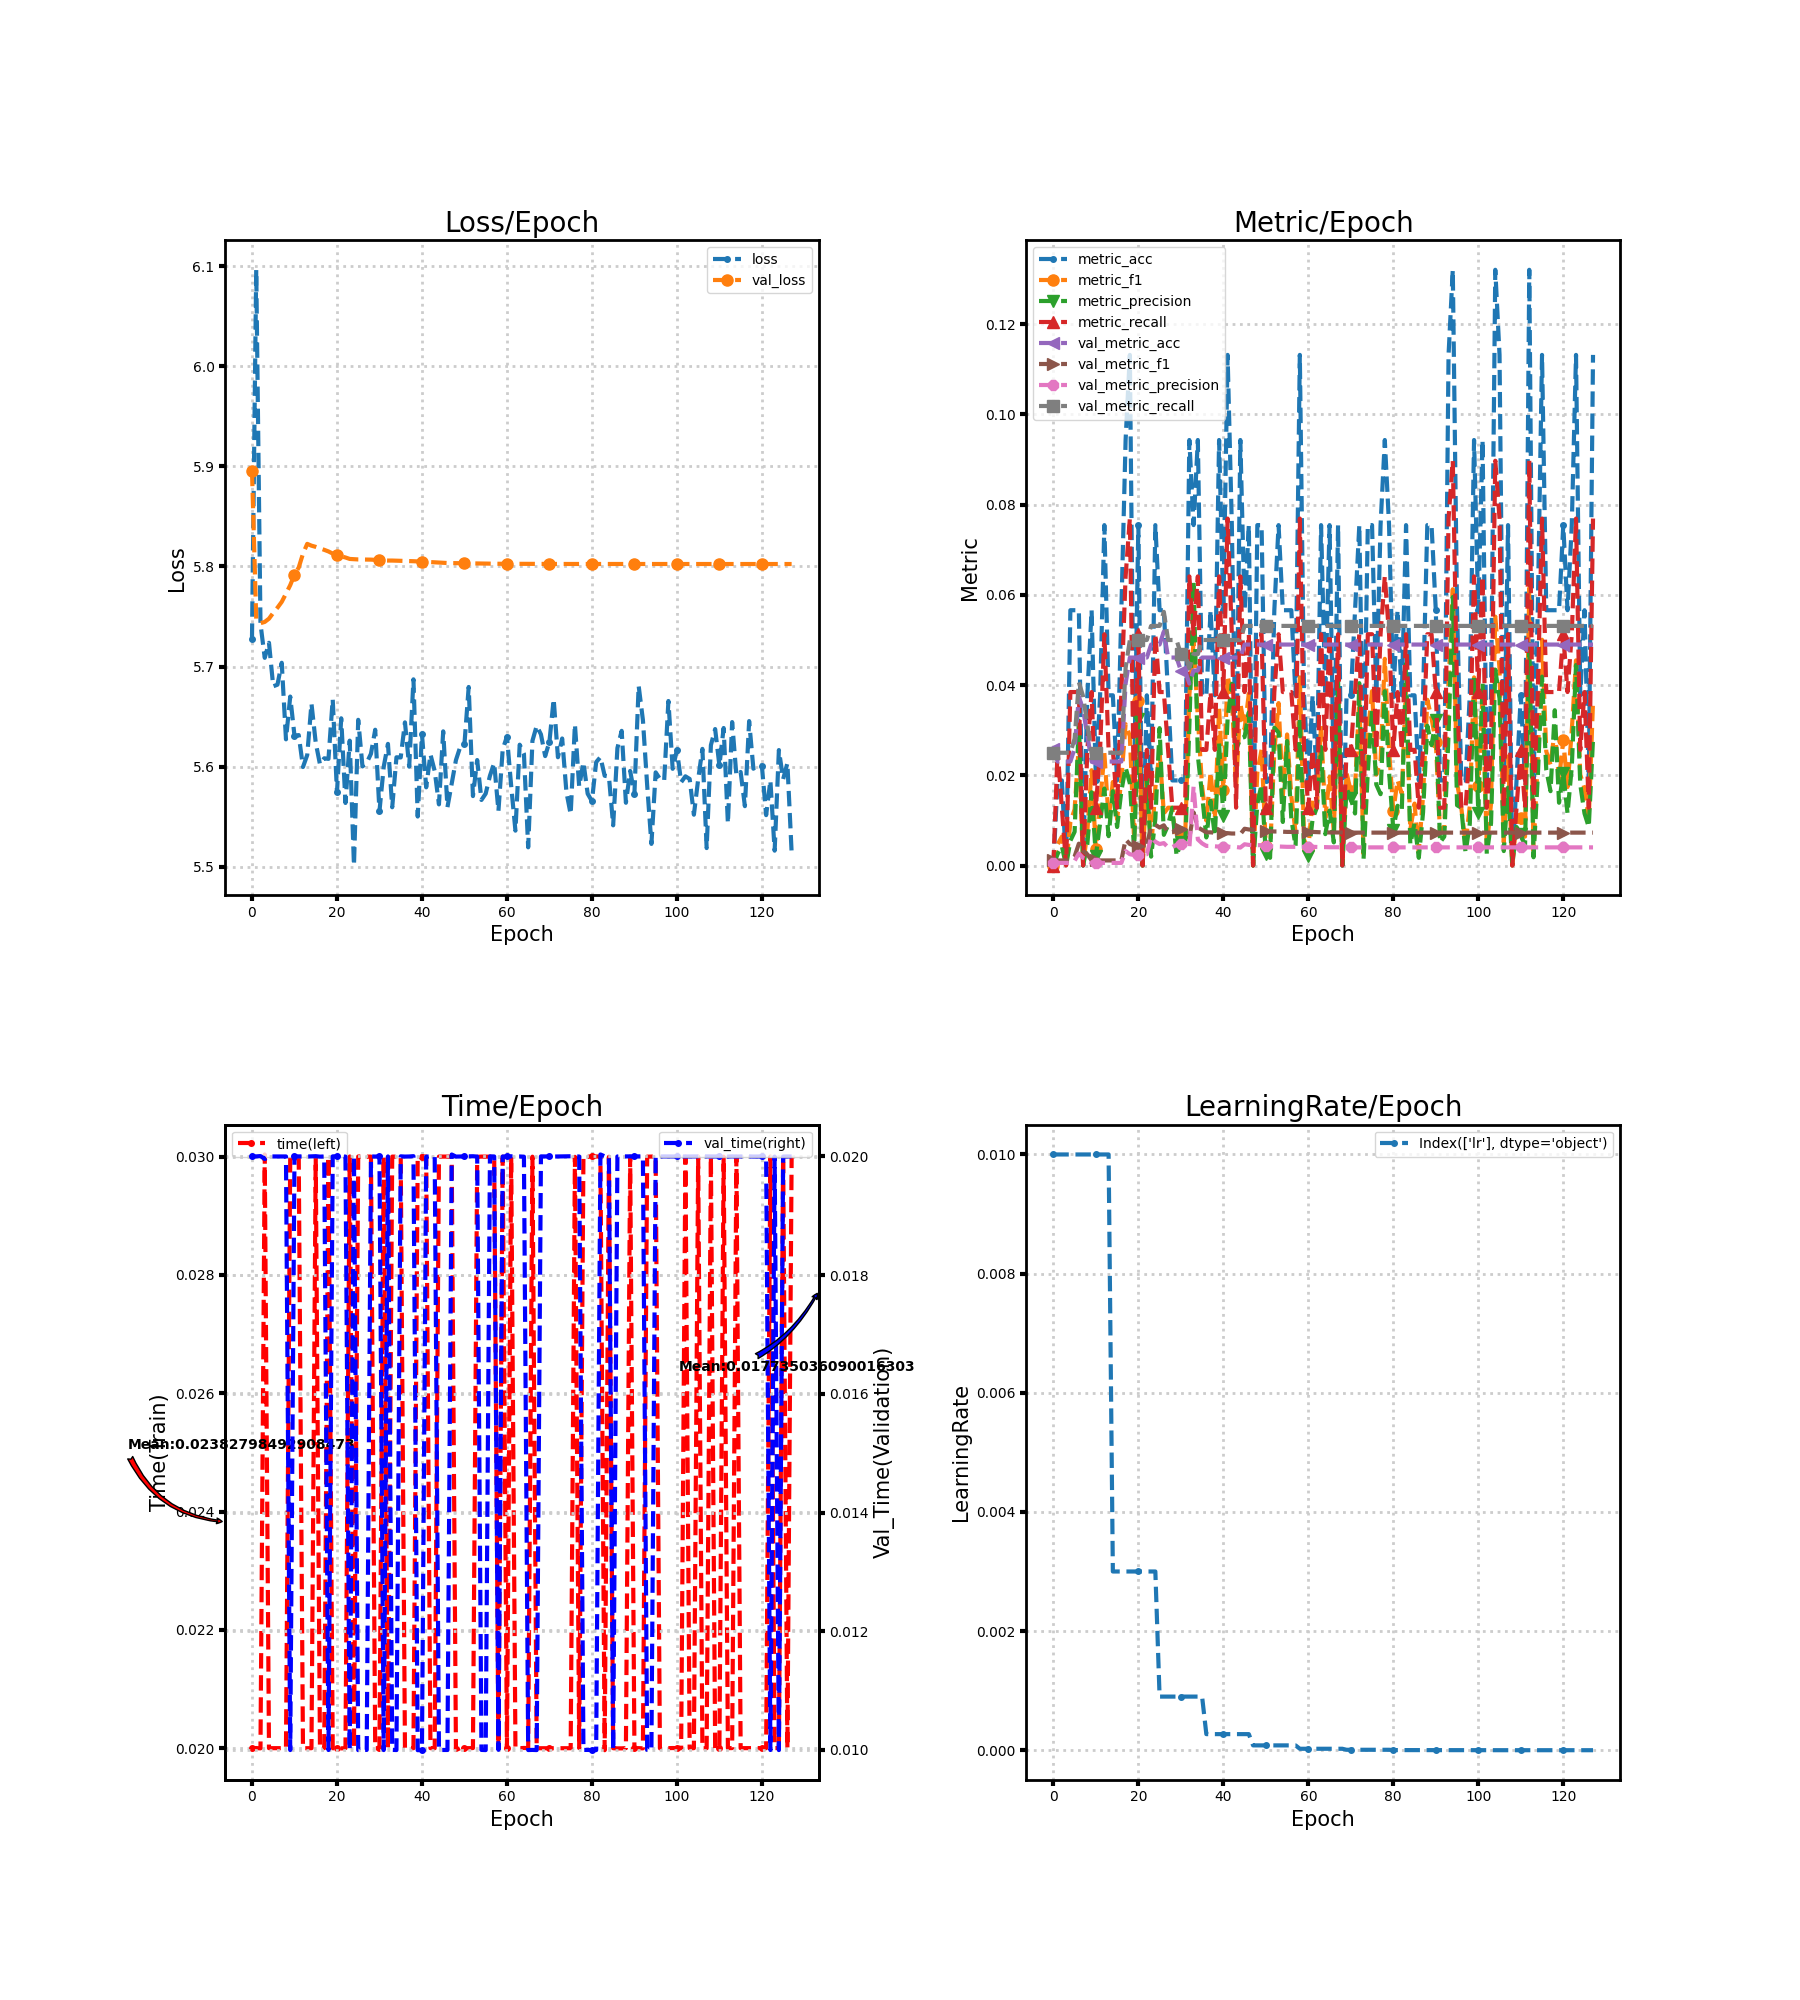 Loss/Epoch
loss
val_loss
6.1
6.0
5.9
5.8
5.7
5.6
5.5
Loss
0 20 40 60 80 100 120
Epoch
Metric/Epoch
metric_acc
metric_f1
metric_precision
metric_recall
val_metric_acc
val_metric_f1
val_metric_precision
val_metric_recall
0.12
0.10
0.08
0.06
0.04
0.02
0.00
Metric
0 20 40 60 80 100 120
Epoch
Time/Epoch
time(left)
val_time(right)
0.030
0.028
0.026
0.024
0.022
0.020
Time(Train)
0.020
0.018
0.016
0.014
0.012
0.010
Val_Time(Validation)
Mean:0.017735036090016303
0 20 40 60 80 100 120
Epoch
LearningRate/Epoch
Index(['lr'], dtype='object')
0.010
0.008
0.006
0.004
0.002
0.000
LearningRate
0 20 40 60 80 100 120
Epoch